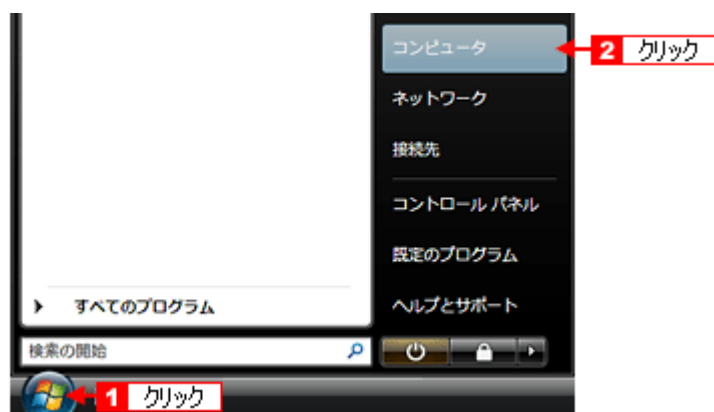 コンピュータ
2 クリック
ネットワーク
接続先
コントロール パネル
既定のプログラム
ヘルプとサポート
すべてのプログラム
検索の開始
1 クリック